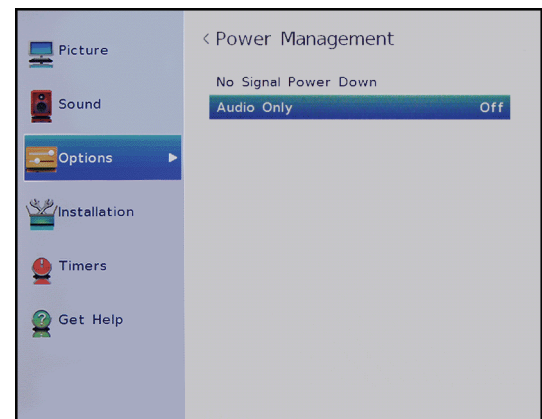 Picture
Sound
Options
Installation
Timers
Get Help
< Power Management
No Signal Power Down
Audio Only Off